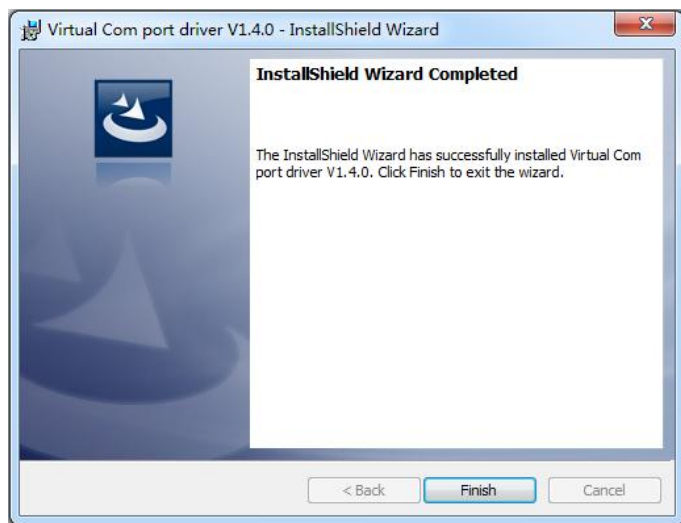 Virtual Com port driver V1.4.0 - InstallShield Wizard
InstallShield Wizard Completed
The InstallShield Wizard has successfully installed Virtual Com
port driver V1.4.0. Click Finish to exit the wizard.
< Back Finish Cancel